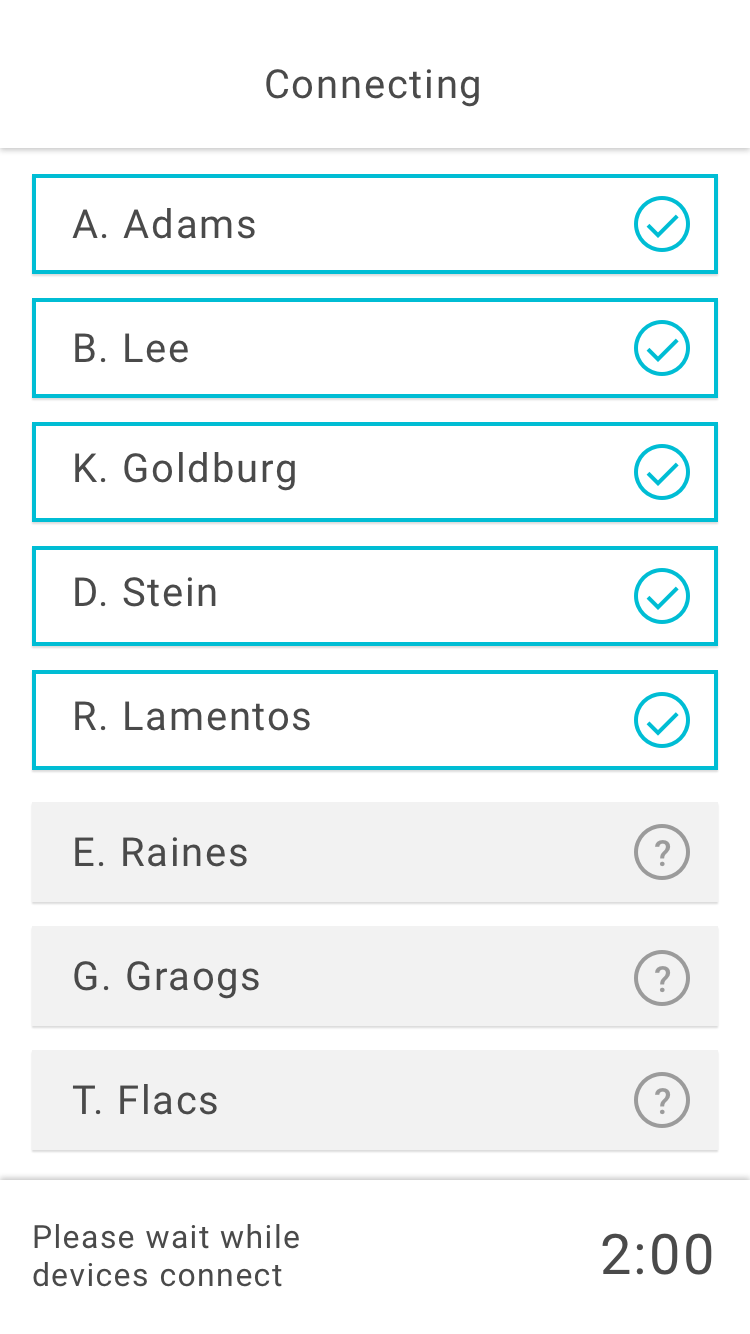 Connecting
A. Adams
B. Lee
K. Goldburg
D. Stein
R. Lamentos
E. Raines
?
G. Graogs
?
T. Flacs
?
Please wait while
devices connect
2:00